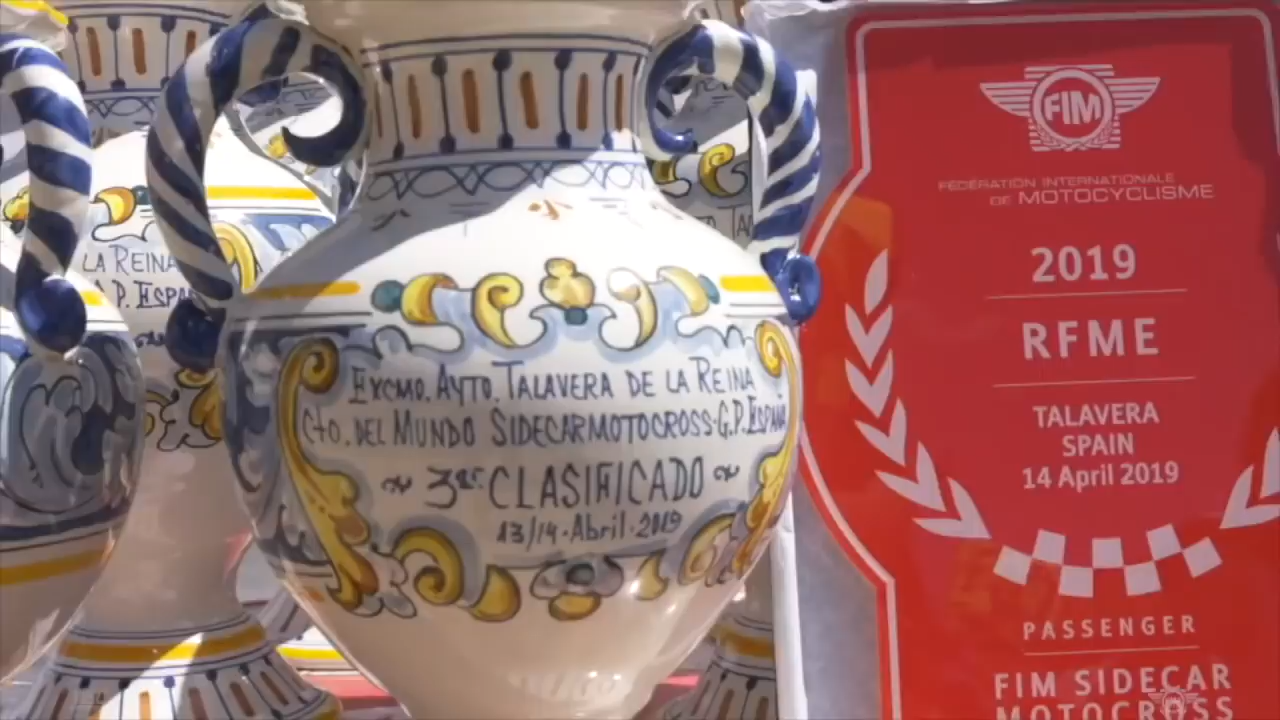 LA REINA
P. ESPA
EXCMO. AYTO. TALAVERA DE LA REINA
Cto. DEL MUNDO SIDECARMOTOCROSS-G.P. ESPAÑA
~ 3er. CLASIFICADO ~
13/14-Abril-2019
FIM
FÉDÉRATION INTERNATIONALE
DE MOTOCYCLISME
2019
RFME
TALAVERA
SPAIN
14 April 2019
PASSENGER
FIM SIDECAR
MOTOCROSS